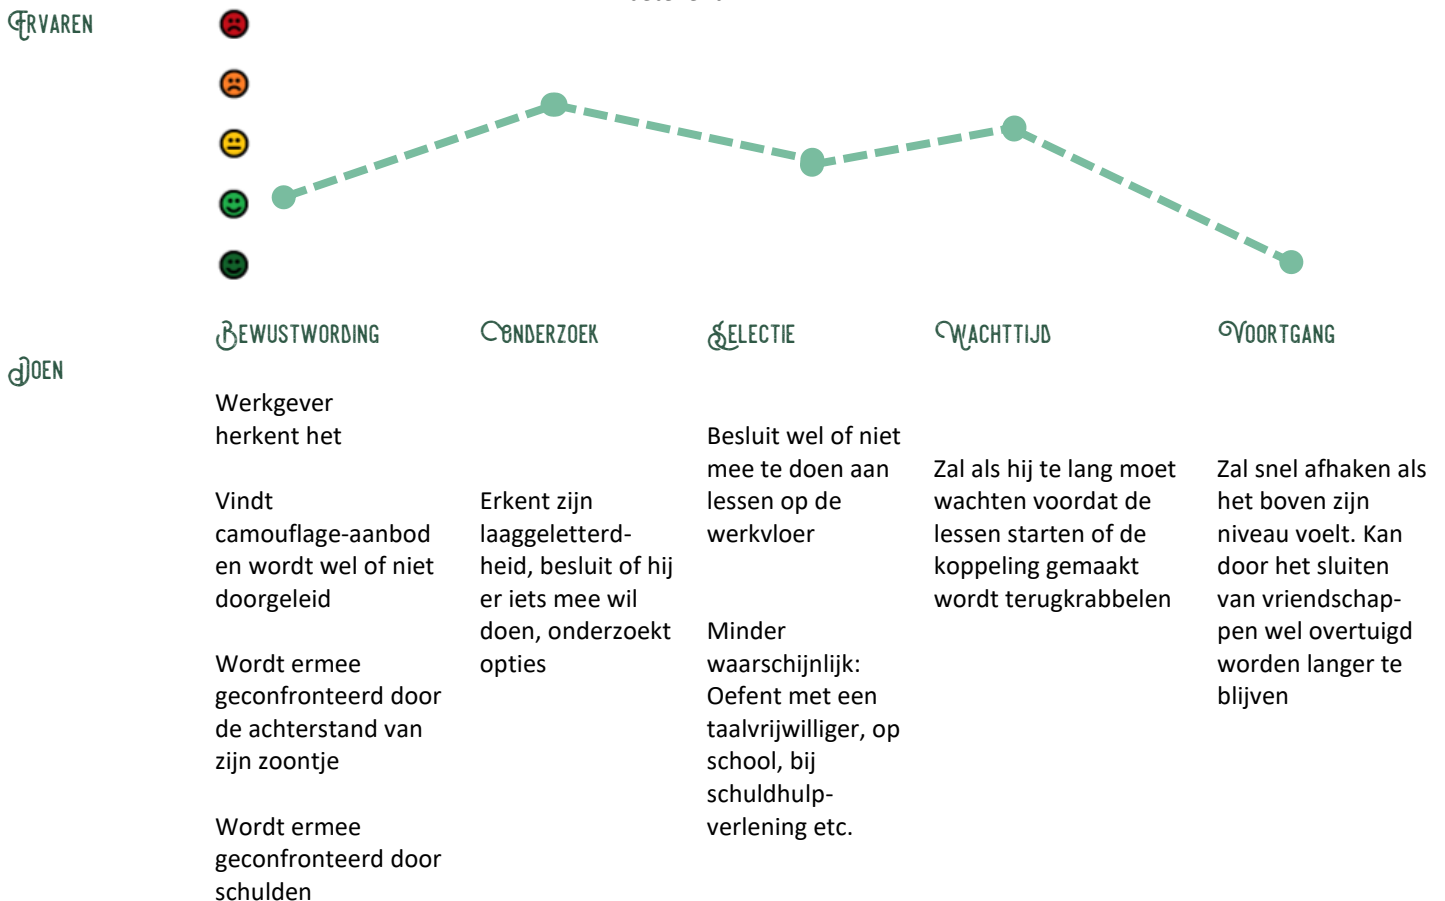 ERVAREN
BEWUSTWORDING
ONDERZOEK
SELECTIE
WACHTTIJD
VOORTGANG
DOEN
Werkgever
herkent het
Vindt
camouflage-aanbod
en wordt wel of niet
doorgeleid
Wordt ermee
geconfronteerd door
de achterstand van
zijn zoontje
Wordt ermee
geconfronteerd door
schulden
Erkent zijn
laaggeletterd-
heid, besluit of hij
er iets mee wil
doen, onderzoekt
opties
Besluit wel of niet
mee te doen aan
lessen op de
werkvloer
Minder
waarschijnlijk:
Oefent met een
taalvrijwilliger, op
school, bij
schuldhulp-
verlening etc.
Zal als hij te lang moet
wachten voordat de
lessen starten of de
koppeling gemaakt
wordt terugkrabbelen
Zal snel afhaken als
het boven zijn
niveau voelt. Kan
door het sluiten
van vriendschap-
pen wel overtuigd
worden langer te
blijven